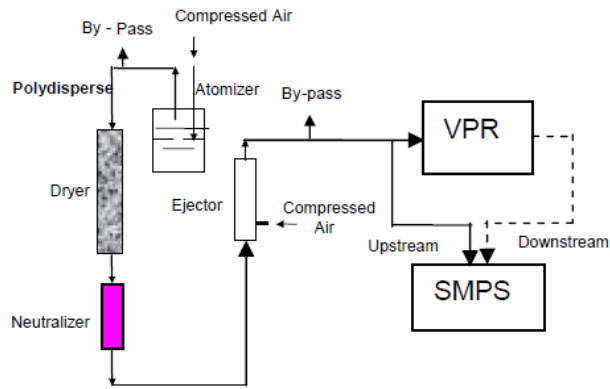 Compressed Air
By - Pass
Polydisperse
Atomizer
By-pass
VPR
Dryer
Ejector
Compressed
Air
Upstream
Downstream
SMPS
Neutralizer